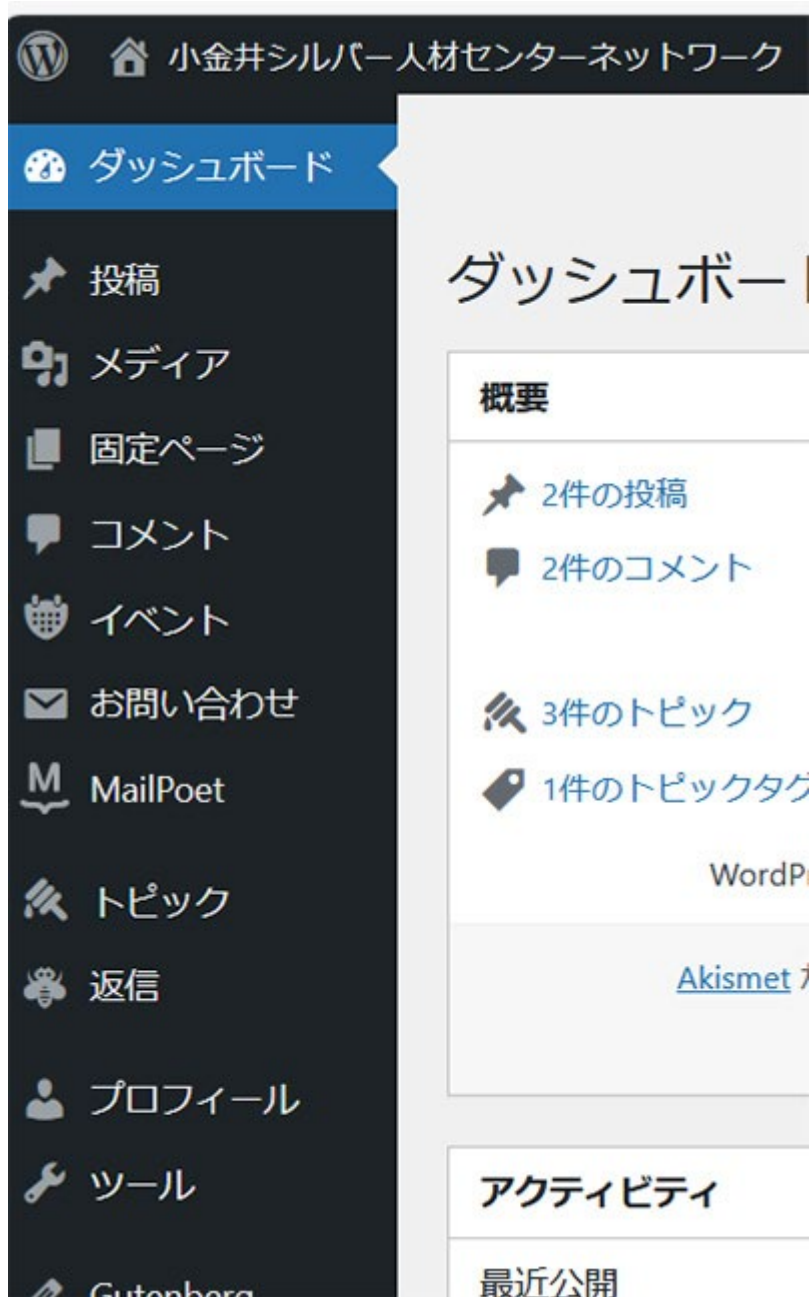 小金井シルバー人材センターネットワーク
ダッシュボード
投稿
メディア
固定ページ
コメント
イベント
お問い合わせ
MailPoet
トピック
返信
プロフィール
ツール
Gutenberg
ダッシュボー
概要
2件の投稿
2件のコメント
3件のトピック
1件のトピックタグ
WordPr
Akismet
アクティビティ
最近公開